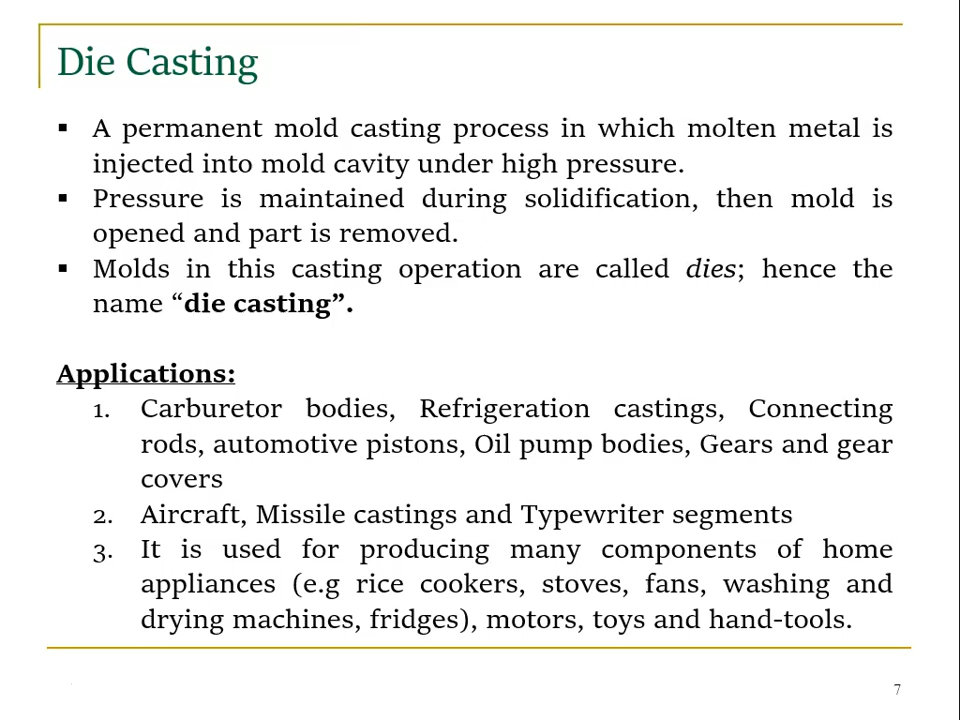 Die Casting
▪ A permanent mold casting process in which molten metal is
injected into mold cavity under high pressure.
▪ Pressure is maintained during solidification, then mold is
opened and part is removed.
▪ Molds in this casting operation are called dies; hence the
name “die casting”.
Applications:
1. Carburetor bodies, Refrigeration castings, Connecting
rods, automotive pistons, Oil pump bodies, Gears and gear
covers
2. Aircraft, Missile castings and Typewriter segments
3. It is used for producing many components of home
appliances (e.g rice cookers, stoves, fans, washing and
drying machines, fridges), motors, toys and hand-tools.
7